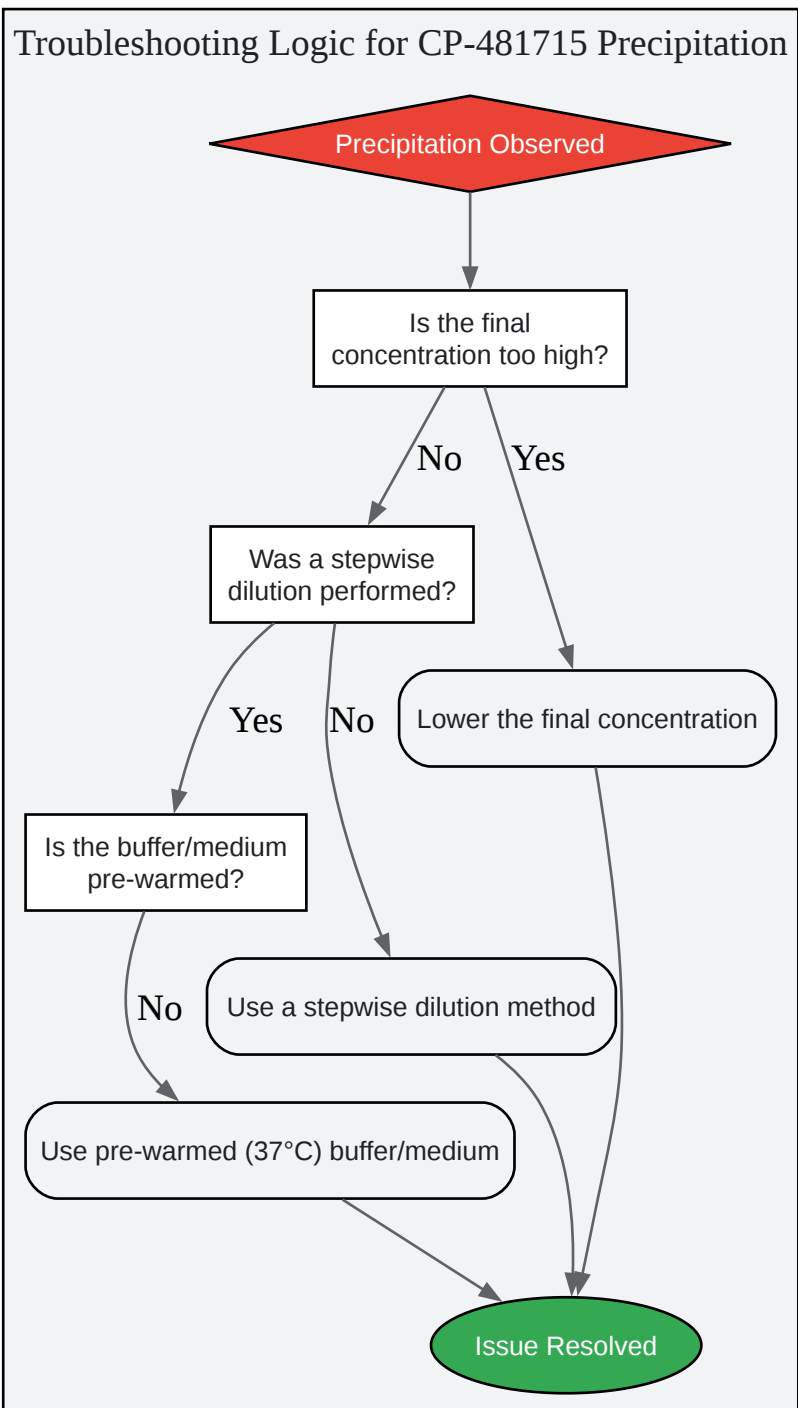 Troubleshooting Logic for CP-481715 Precipitation
Precipitation Observed
Is the final
concentration too high?
No
Yes
Was a stepwise
dilution performed?
Yes
No
Lower the final concentration
Is the buffer/medium
pre-warmed?
No
Use a stepwise dilution method
Use pre-warmed (37°C) buffer/medium
Issue Resolved